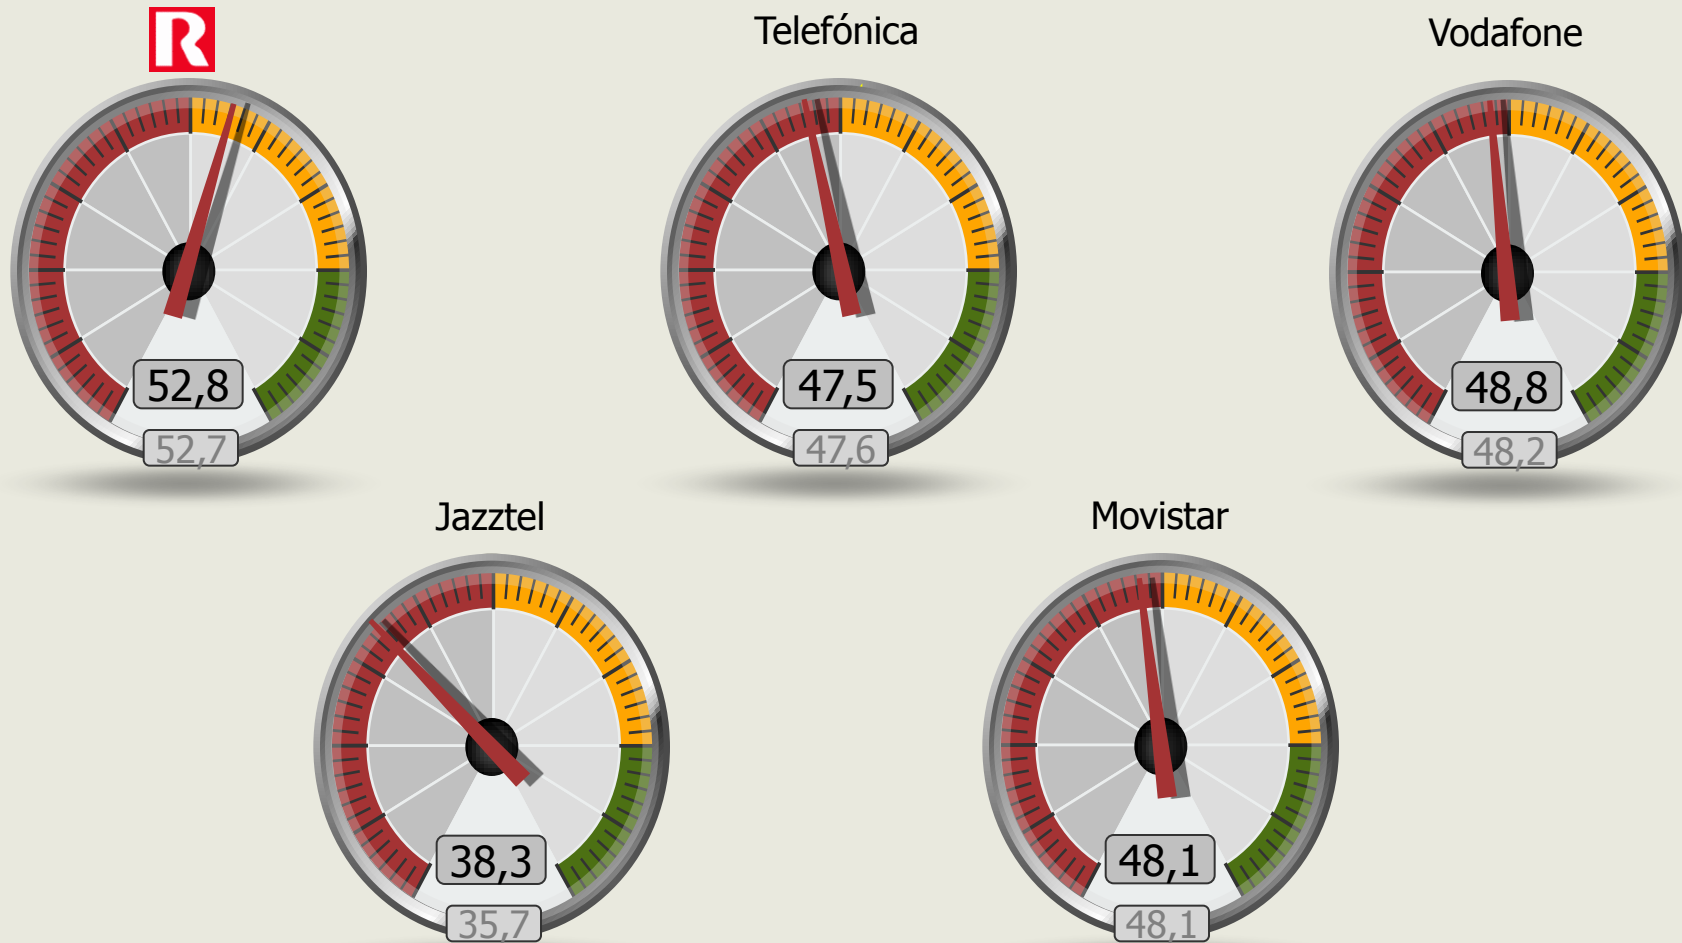 R
Telefónica
Vodafone
52,8
47,5
48,8
52,7
47,6
48,2
Jazztel
Movistar
38,3
48,1
35,7
48,1